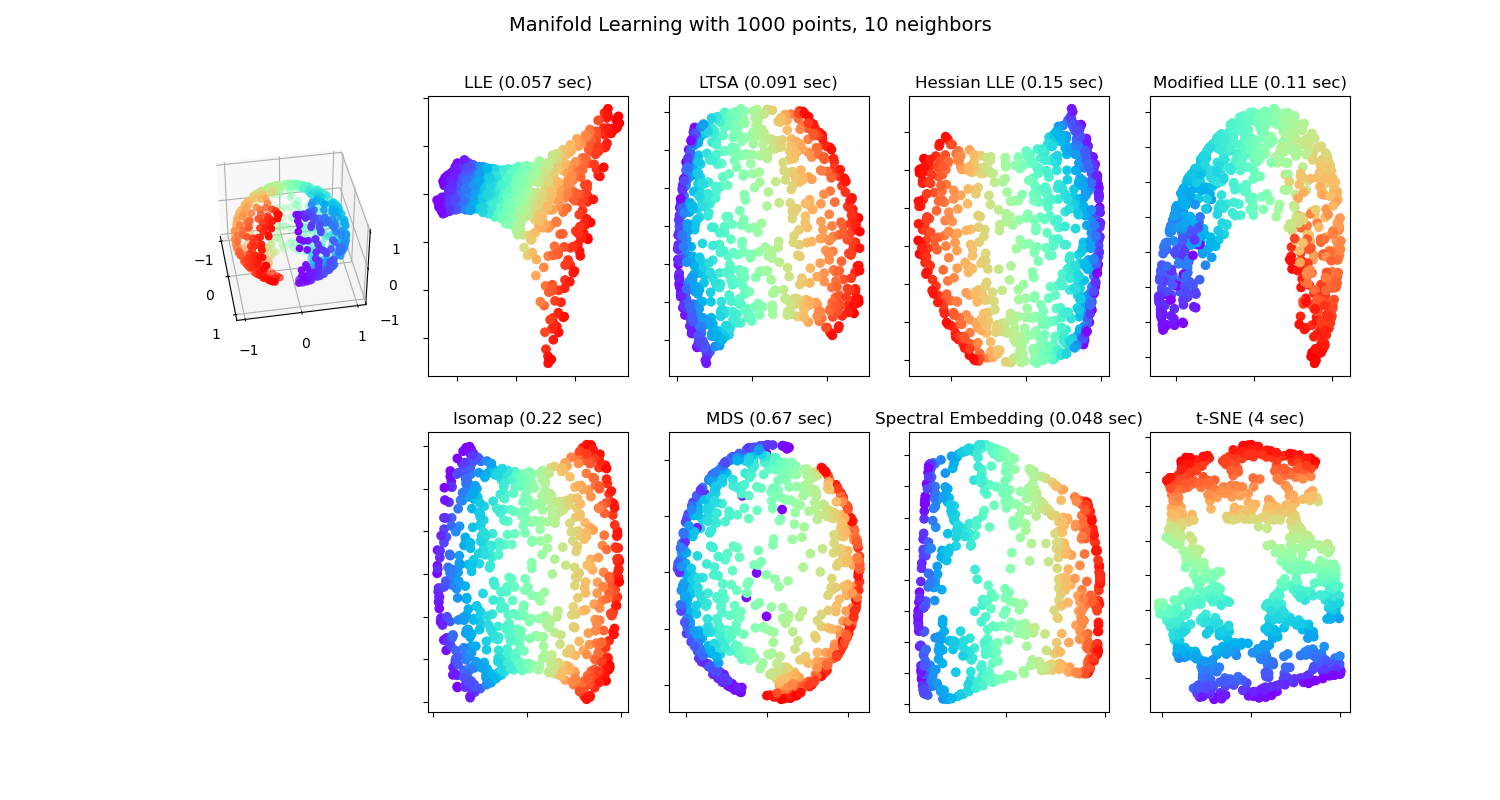 Manifold Learning with 1000 points, 10 neighbors
LLE (0.057 sec)
LTSA (0.091 sec)
Hessian LLE (0.15 sec)
Modified LLE (0.11 sec)
−1
0
1
−1
0
1
1
0
−1
Isomap (0.22 sec)
MDS (0.67 sec)
Spectral Embedding (0.048 sec)
t-SNE (4 sec)